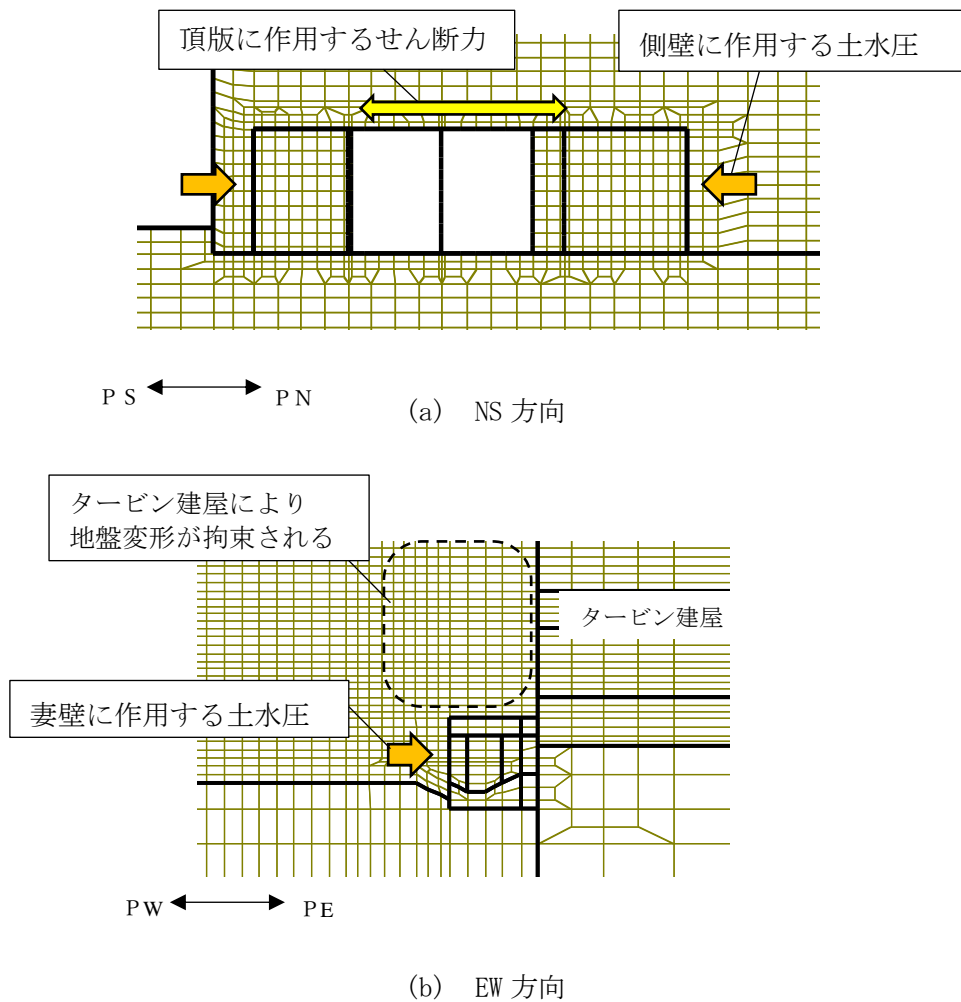 頂版に作用するせん断力
側壁に作用する土水圧
ＰＳ ＰＮ
(a) NS 方向
タービン建屋により
地盤変形が拘束される
タービン建屋
妻壁に作用する土水圧
ＰＷ ＰＥ
(b) EW 方向